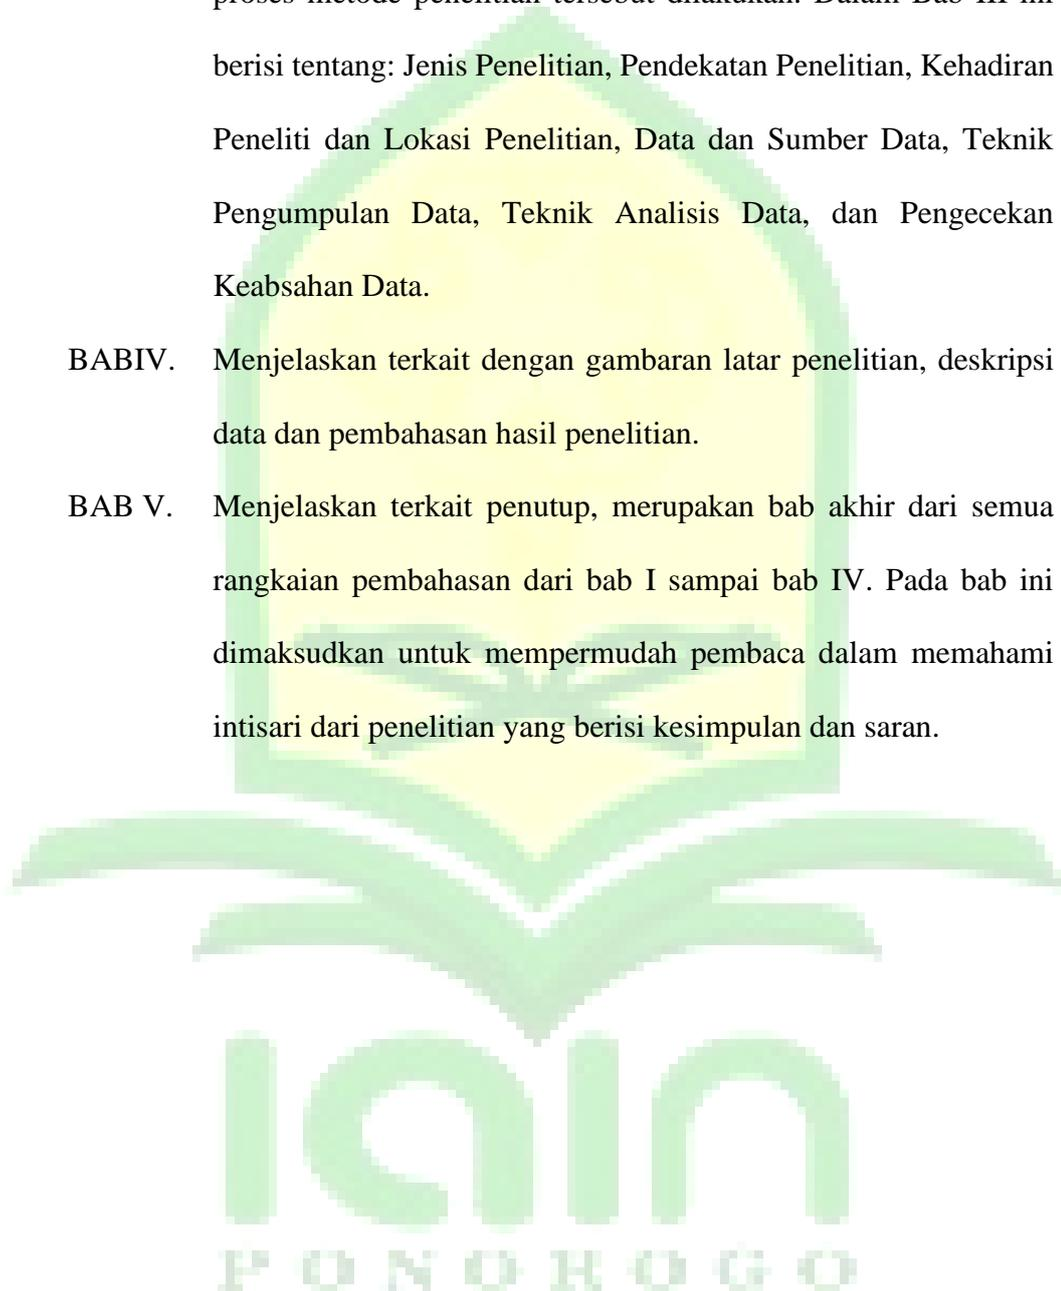 proses metode penelitian tersebut dilakukan. Dalam Bab III ini
berisi tentang: Jenis Penelitian, Pendekatan Penelitian, Kehadiran
Peneliti dan Lokasi Penelitian, Data dan Sumber Data, Teknik
Pengumpulan Data, Teknik Analisis Data, dan Pengecekan
Keabsahan Data.
BABIV. Menjelaskan terkait dengan gambaran latar penelitian, deskripsi
data dan pembahasan hasil penelitian.
BAB V. Menjelaskan terkait penutup, merupakan bab akhir dari semua
rangkaian pembahasan dari bab I sampai bab IV. Pada bab ini
dimaksudkan untuk mempermudah pembaca dalam memahami
intisari dari penelitian yang berisi kesimpulan dan saran.
IAIN
PONOROGO